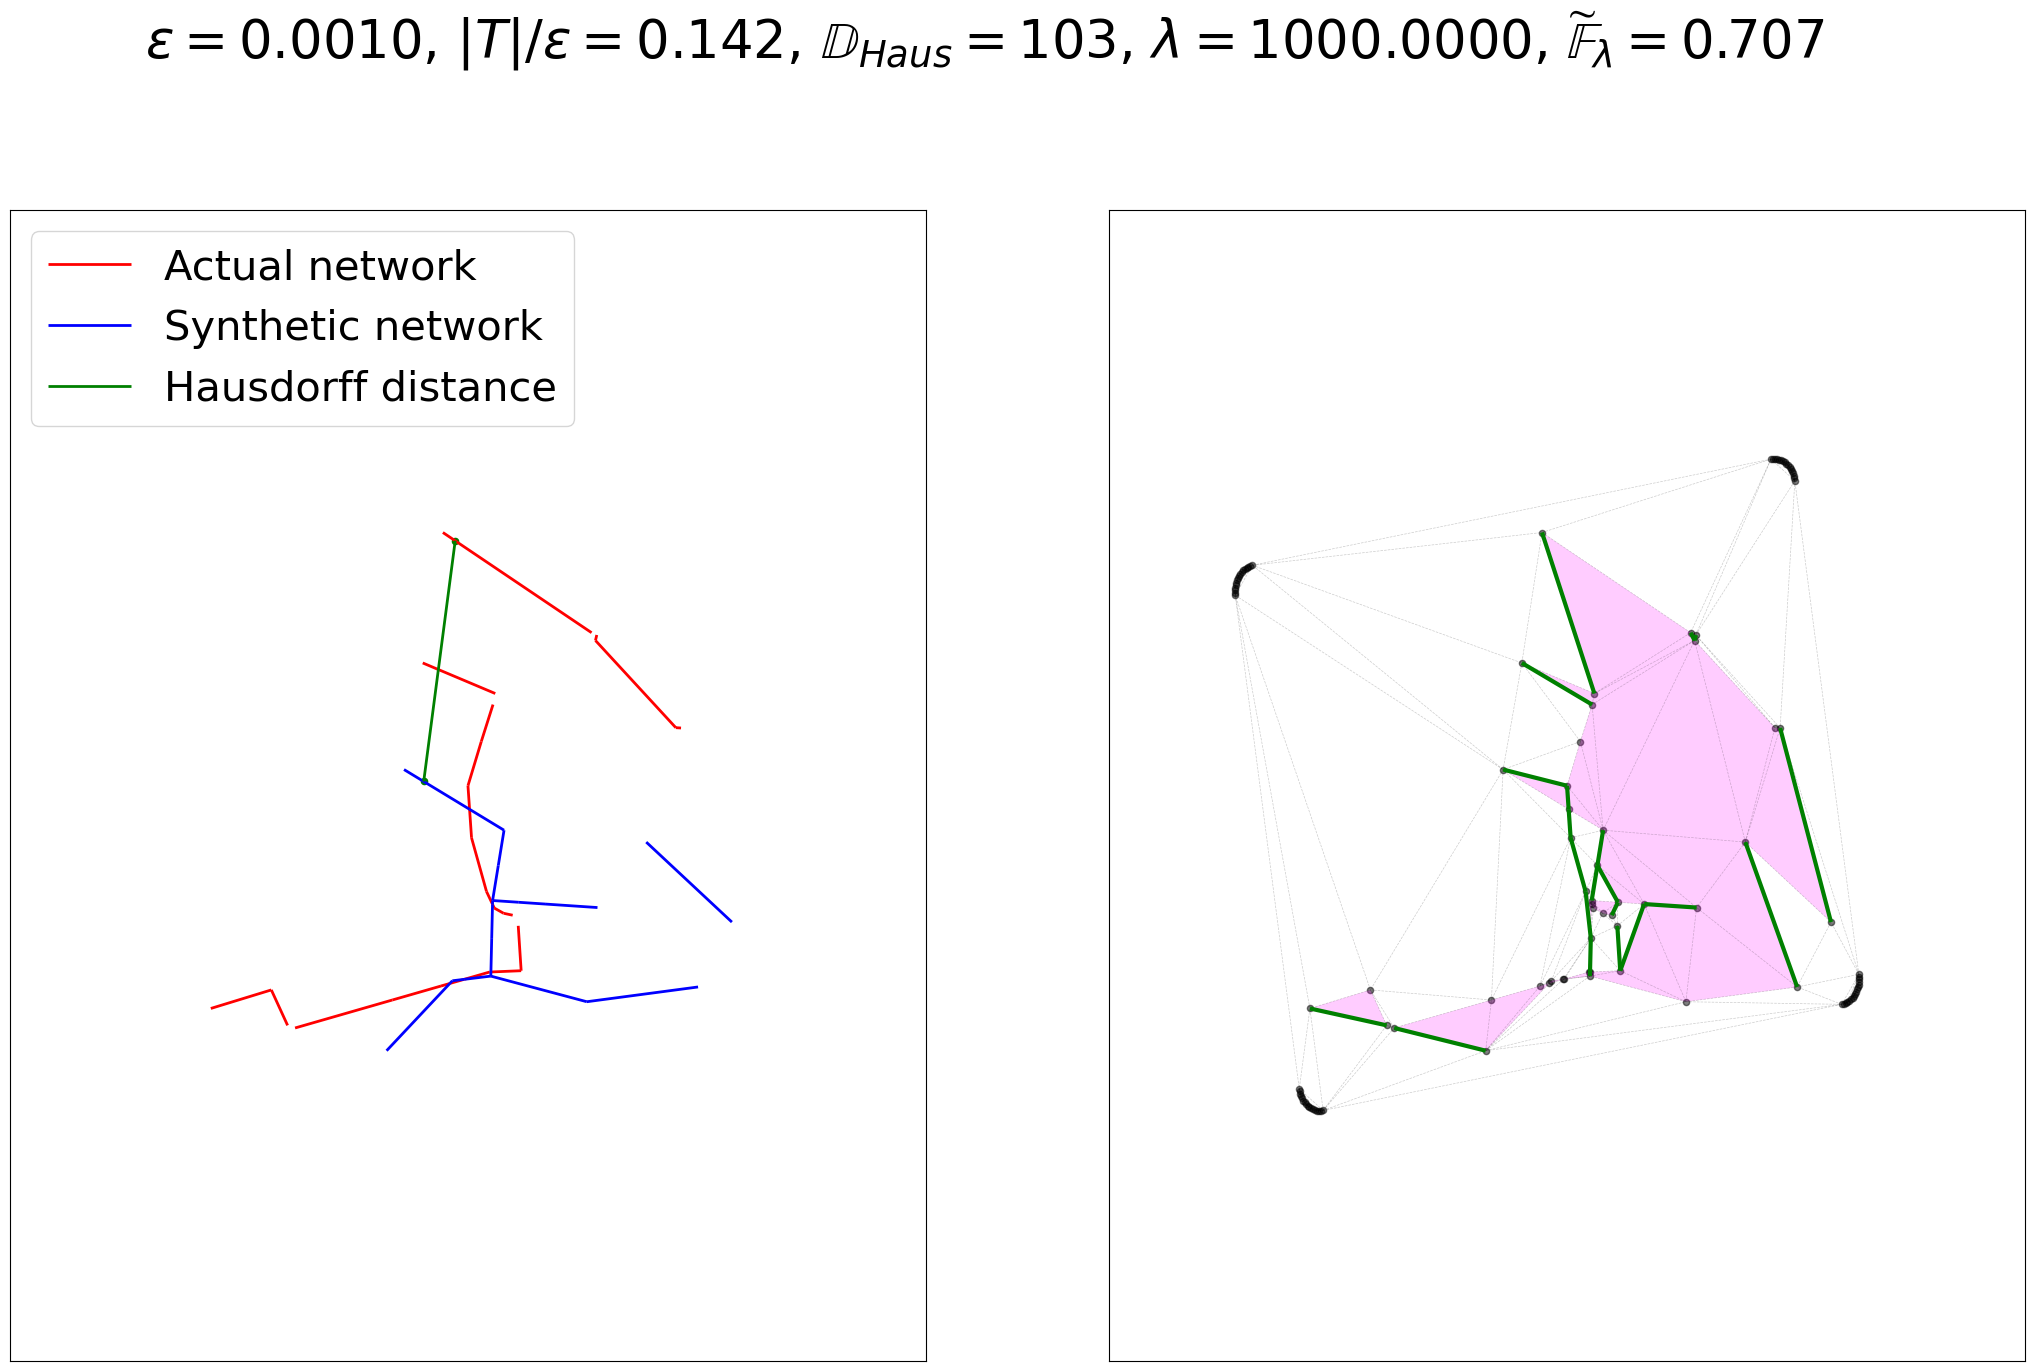 ε = 0.0010, |T|/ε = 0.142, 𝔻_Haus = 103, λ = 1000.0000, 𝔽̃_λ = 0.707
Actual network
Synthetic network
Hausdorff distance